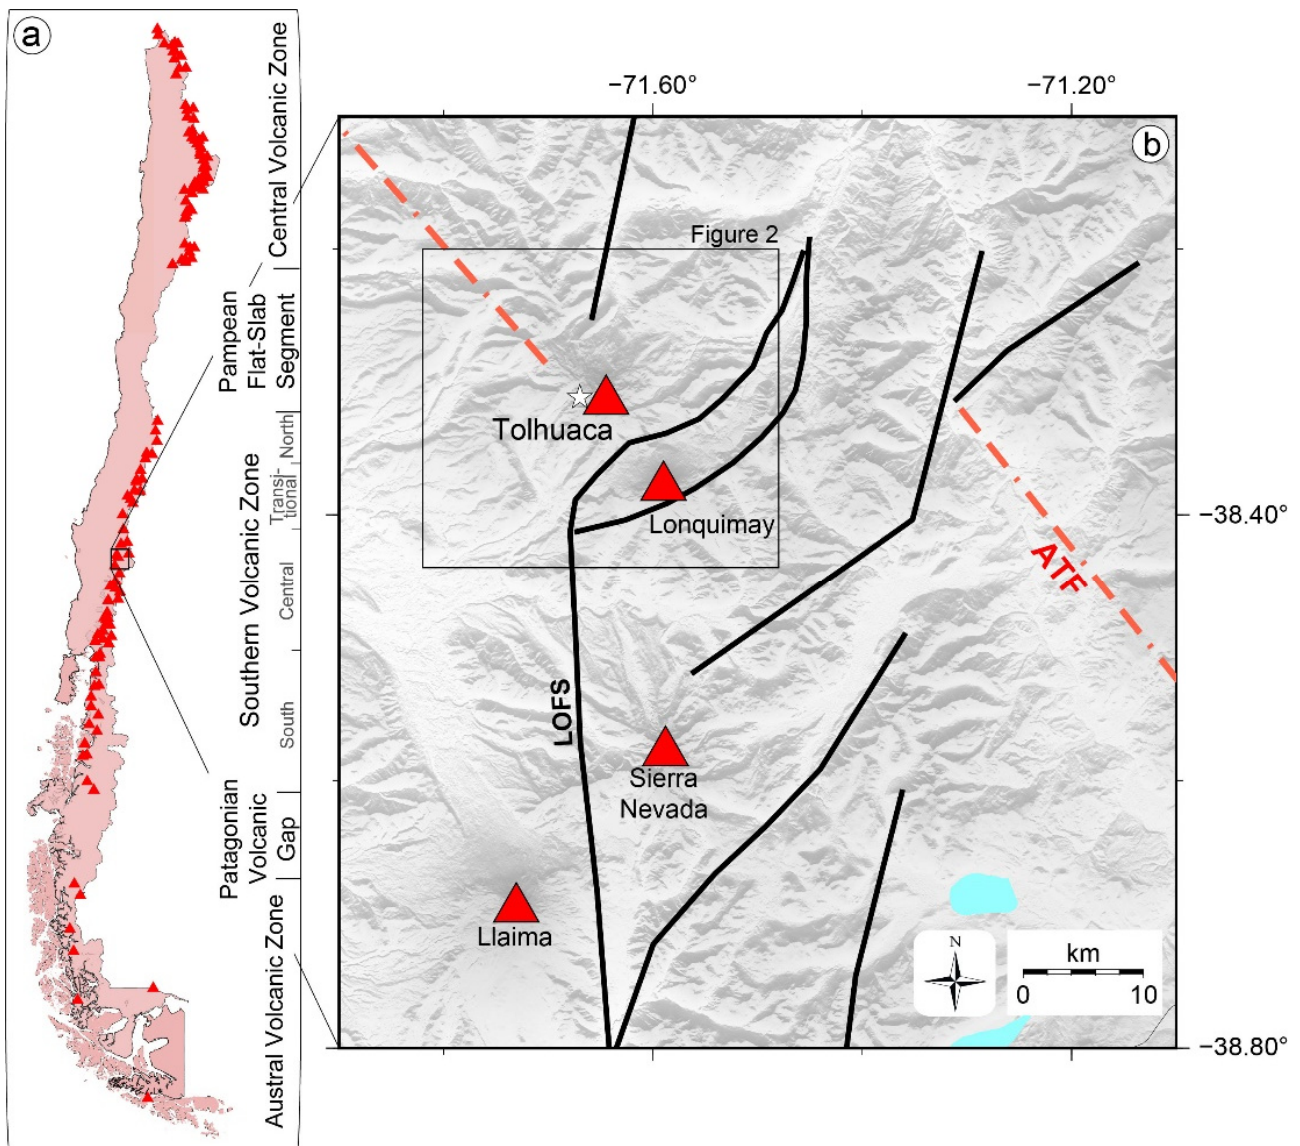 a
Central Volcanic Zone
Pampean
Flat-Slab
Segment
Southern Volcanic Zone
North
Transi-
tional
Central
South
Patagonian
Volcanic
Gap
Austral Volcanic Zone
−71.60°
−71.20°
b
Figure 2
Tolhuaca
Lonquimay
−38.40°
ATF
LOFS
Sierra
Nevada
Llaima
N
km
0 10
−38.80°